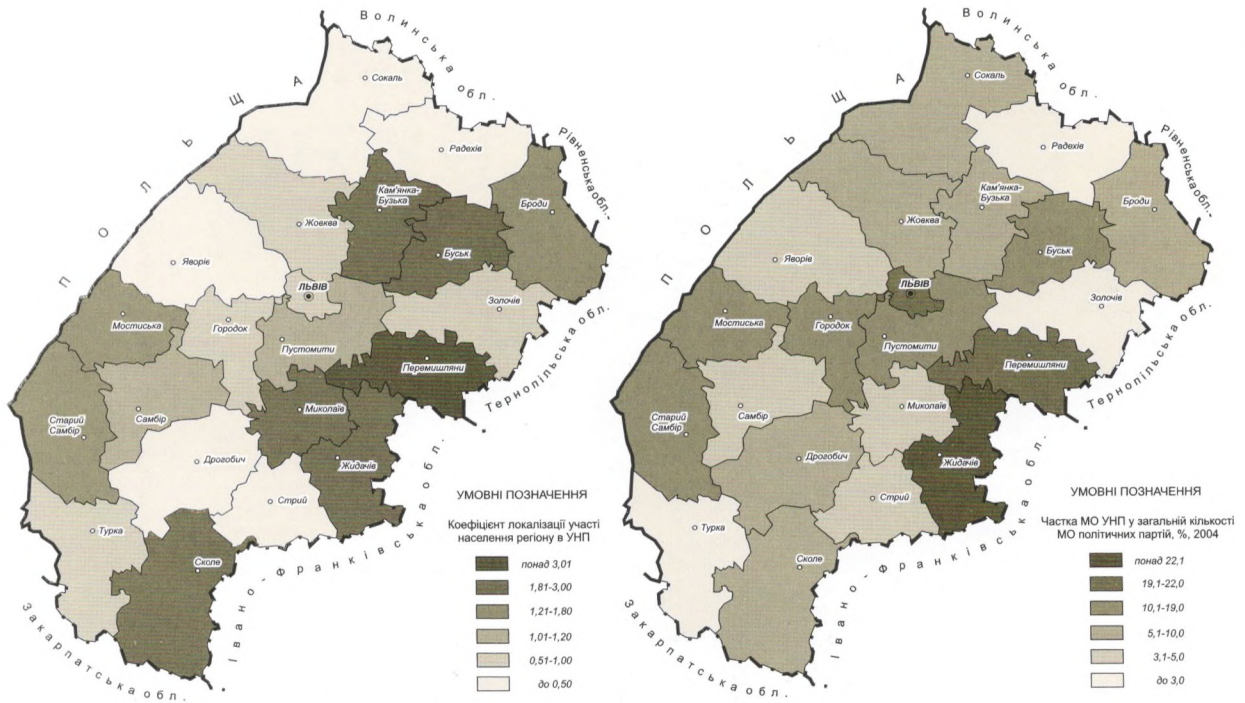 Волинська обл.
ПОЛЬЩА
Рівненська обл.
Сокаль
Радехів
Кам'янка-
Бузька
Броди
Жовква
Буськ
Яворів
ЛЬВІВ
Золочів
Мостиська
Городок
Пустомити
Перемишляни
Тернопільська обл.
Старий
Самбір
Самбір
Миколаїв
Дрогобич
Жидачів
Стрий
Турка
Сколе
Івано-Франківська обл.
Закарпатська обл.
УМОВНІ ПОЗНАЧЕННЯ
Коефіцієнт локалізації участі
населення регіону в УНП
понад 3,01
1,81-3,00
1,21-1,80
1,01-1,20
0,51-1,00
до 0,50
Волинська обл.
ПОЛЬЩА
Рівненська обл.
Сокаль
Радехів
Кам'янка-
Бузька
Броди
Жовква
Буськ
Яворів
ЛЬВІВ
Золочів
Мостиська
Городок
Пустомити
Перемишляни
Тернопільська обл.
Старий
Самбір
Самбір
Миколаїв
Дрогобич
Жидачів
Стрий
Турка
Сколе
Івано-Франківська обл.
Закарпатська обл.
УМОВНІ ПОЗНАЧЕННЯ
Частка МО УНП у загальній кількості
МО політичних партій, %, 2004
понад 22,1
19,1-22,0
10,1-19,0
5,1-10,0
3,1-5,0
до 3,0